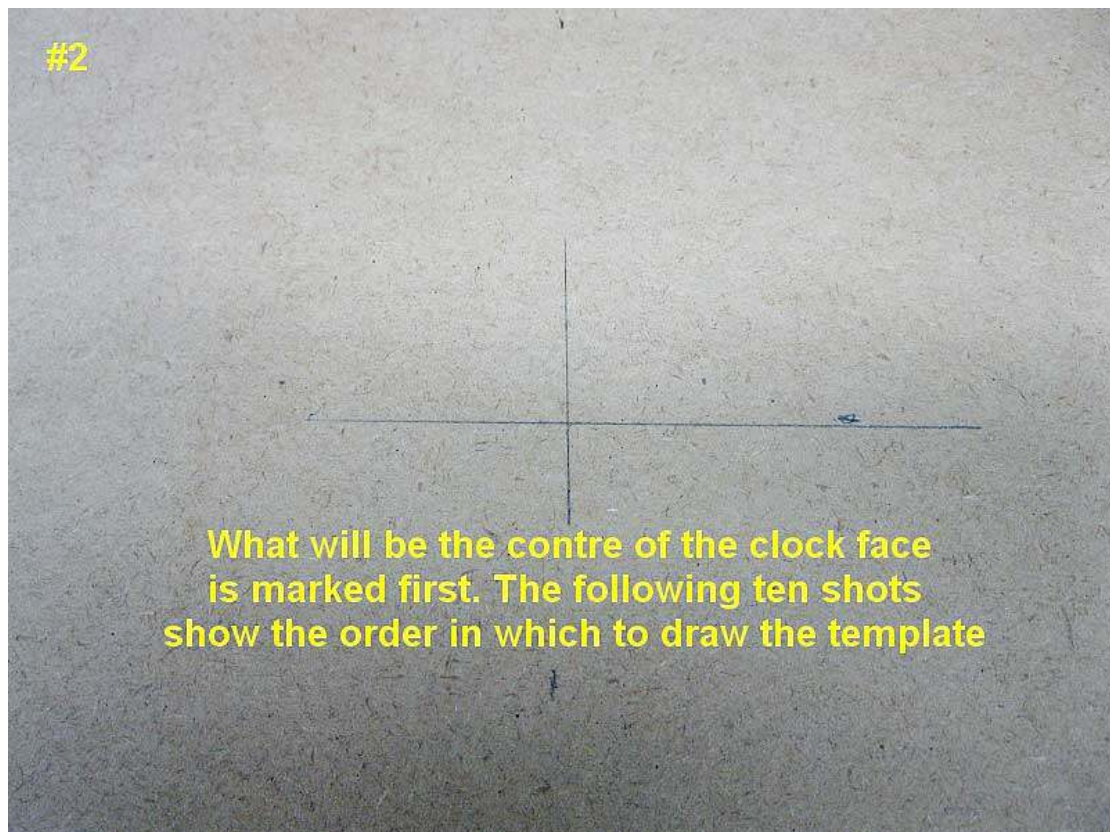 #2
What will be the contre of the clock face
is marked first. The following ten shots
show the order in which to draw the template